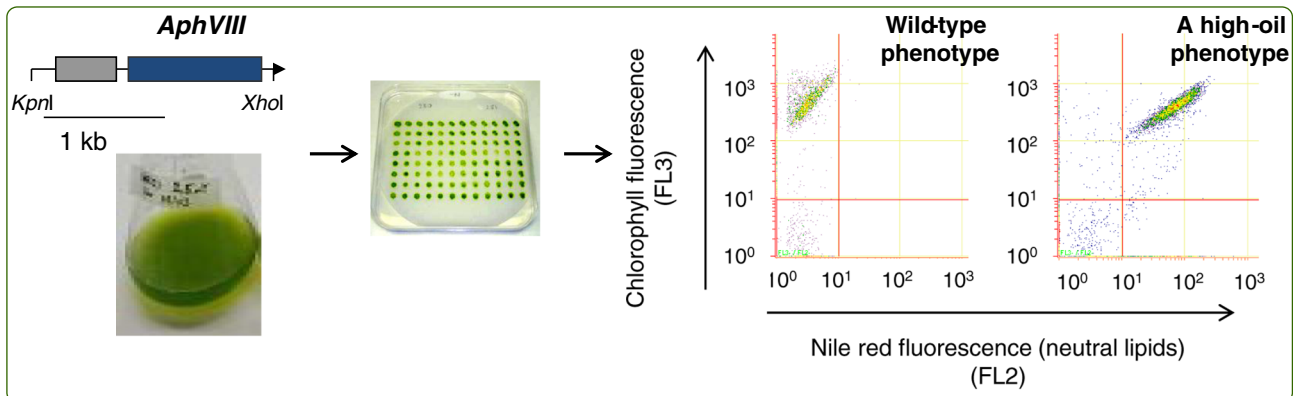 AphVIII
KpnI
XhoI
1 kb
Chlorophyll fluorescence
(FL3)
Wild-type
phenotype
10³
10²
10¹
10⁰
10⁰ 10¹ 10² 10³
A high-oil
phenotype
10³
10²
10¹
10⁰
10⁰ 10¹ 10² 10³
Nile red fluorescence (neutral lipids)
(FL2)